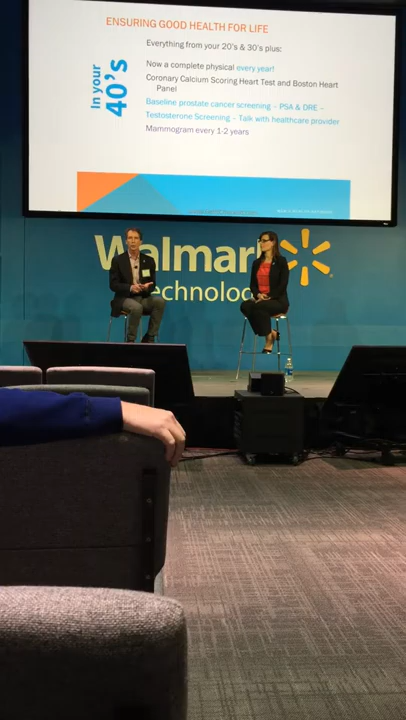 ENSURING GOOD HEALTH FOR LIFE
Everything from your 20's & 30's plus:
In your
40's
Now a complete physical every year!
Coronary Calcium Scoring Heart Test and Boston Heart
Panel
Baseline prostate cancer screening – PSA & DRE –
Testosterone Screening – Talk with healthcare provider
Mammogram every 1-2 years
Walmart
Technology